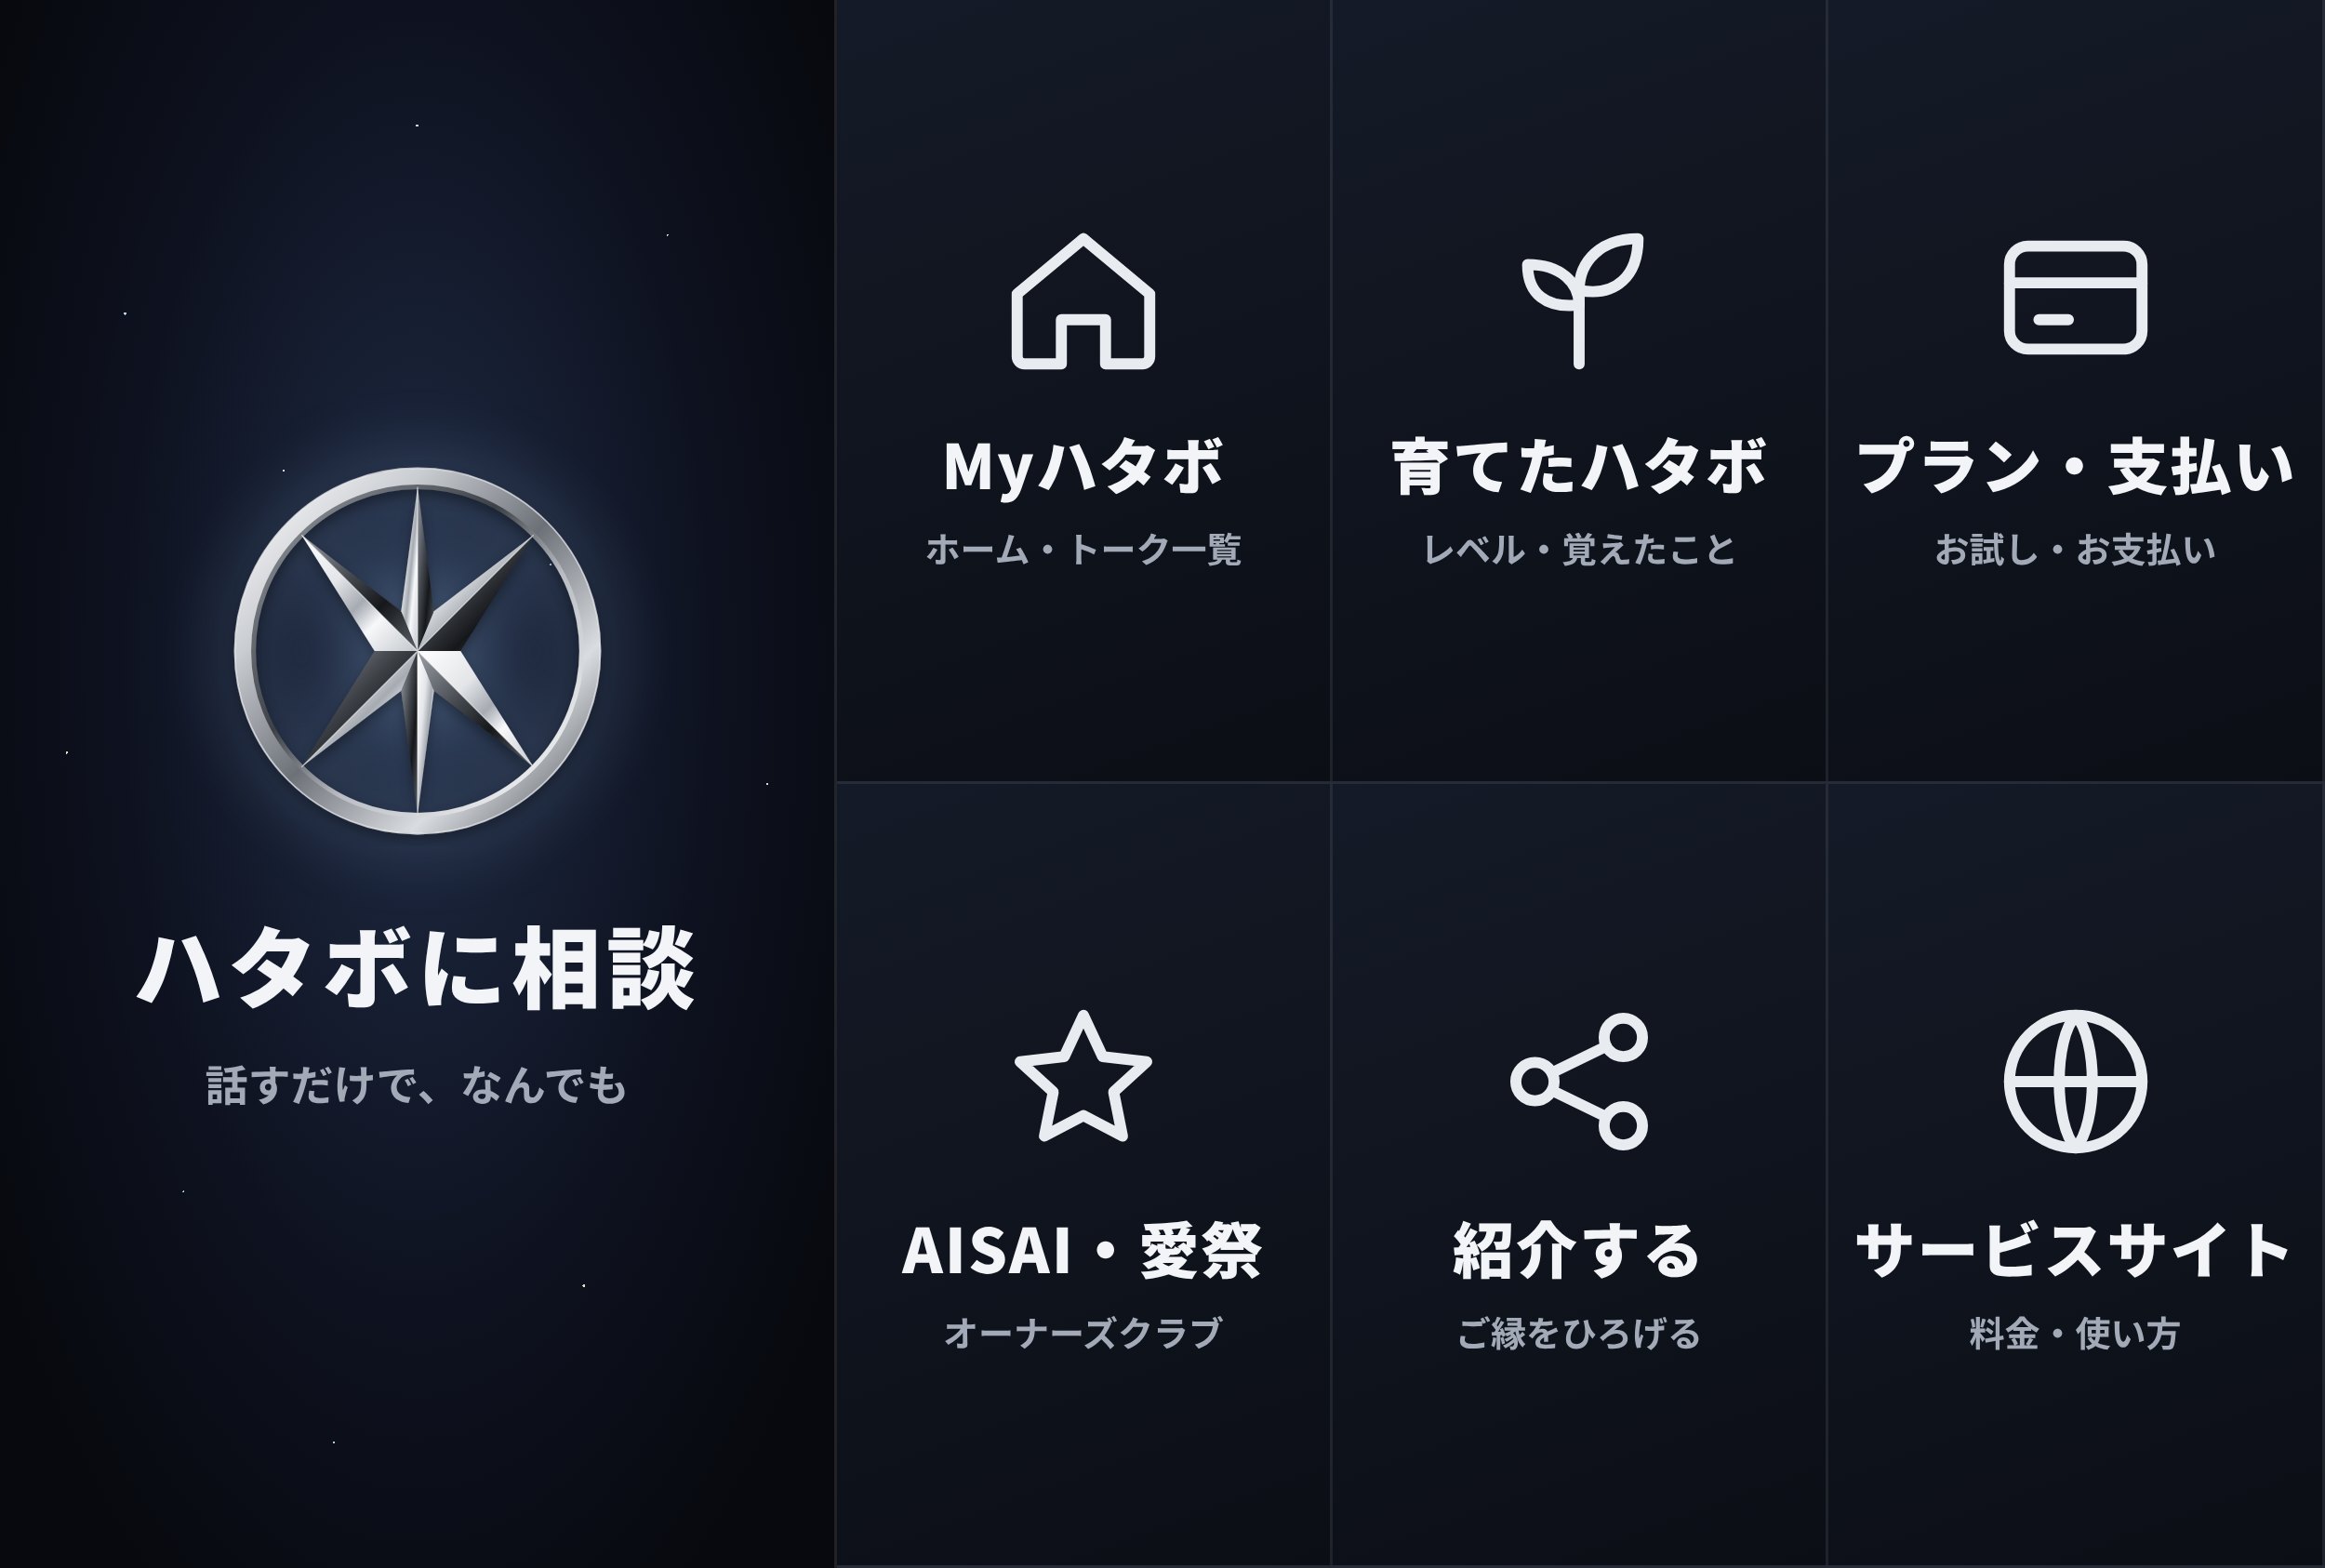 ハタボに相談
話すだけで、なんでも
Myハタボ
ホーム・トーク一覧
育てたハタボ
レベル・覚えたこと
プラン・支払い
お試し・お支払い
AISAI・愛祭
オーナーズクラブ
紹介する
ご縁をひろげる
サービスサイト
料金・使い方